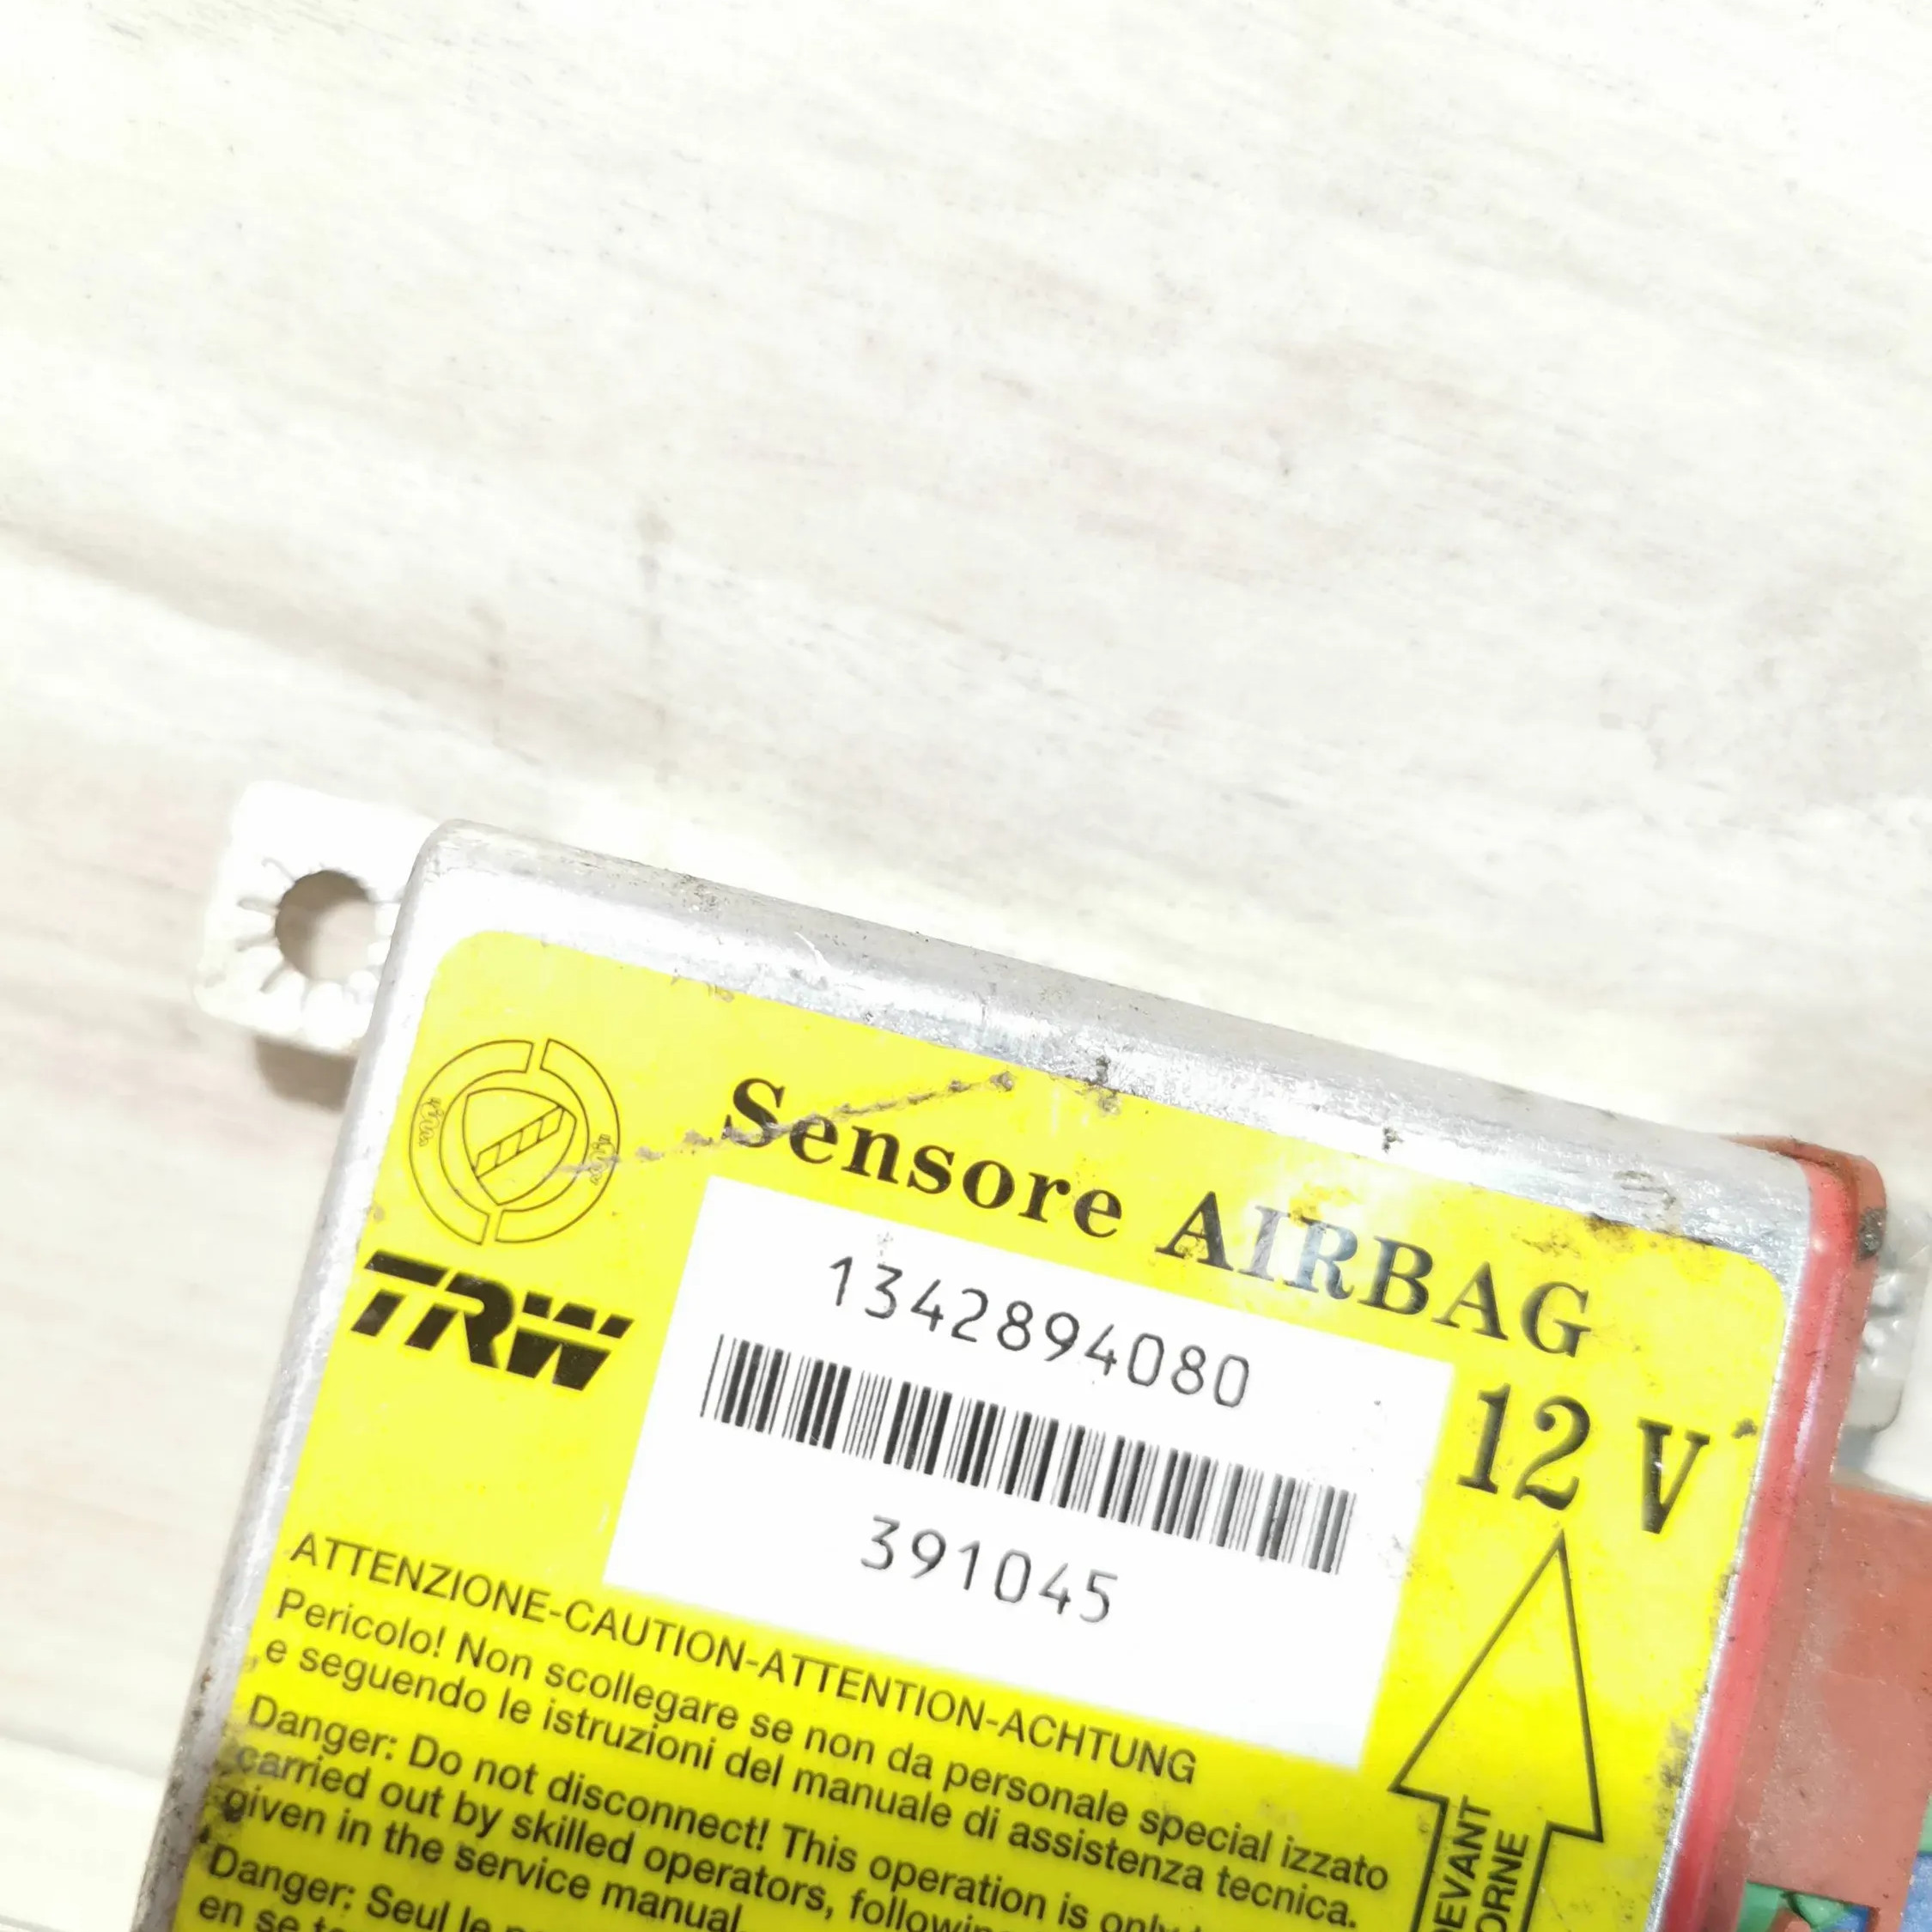 Sensore AIRBAG
TRW
1342894080
12 V
391045
ATTENZIONE-CAUTION-ATTENTION-ACHTUNG
Pericolo! Non scollegare se non da personale special izzato
e seguendo le istruzioni del manuale di assistenza tecnica.
Danger: Do not disconnect! This operation is only
carried out by skilled operators, following
given in the service manual.
Danger: Seul le
en se